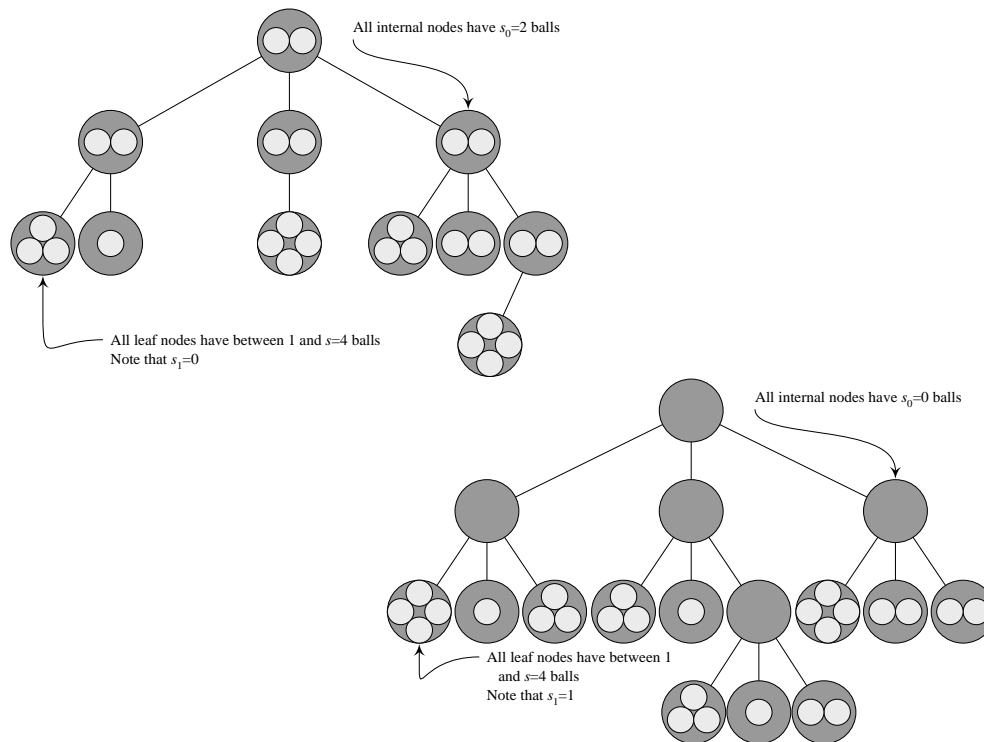 All internal nodes have s₀=2 balls
All leaf nodes have between 1 and s=4 balls
Note that s₁=0
All internal nodes have s₀=0 balls
All leaf nodes have between 1
and s=4 balls
Note that s₁=1